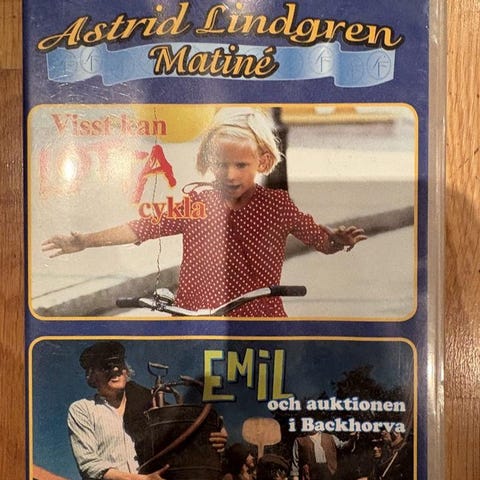 Astrid Lindgren
Matiné
Visst kan
LOTTA
cykla
EMIL
och auktionen
i Backhorva